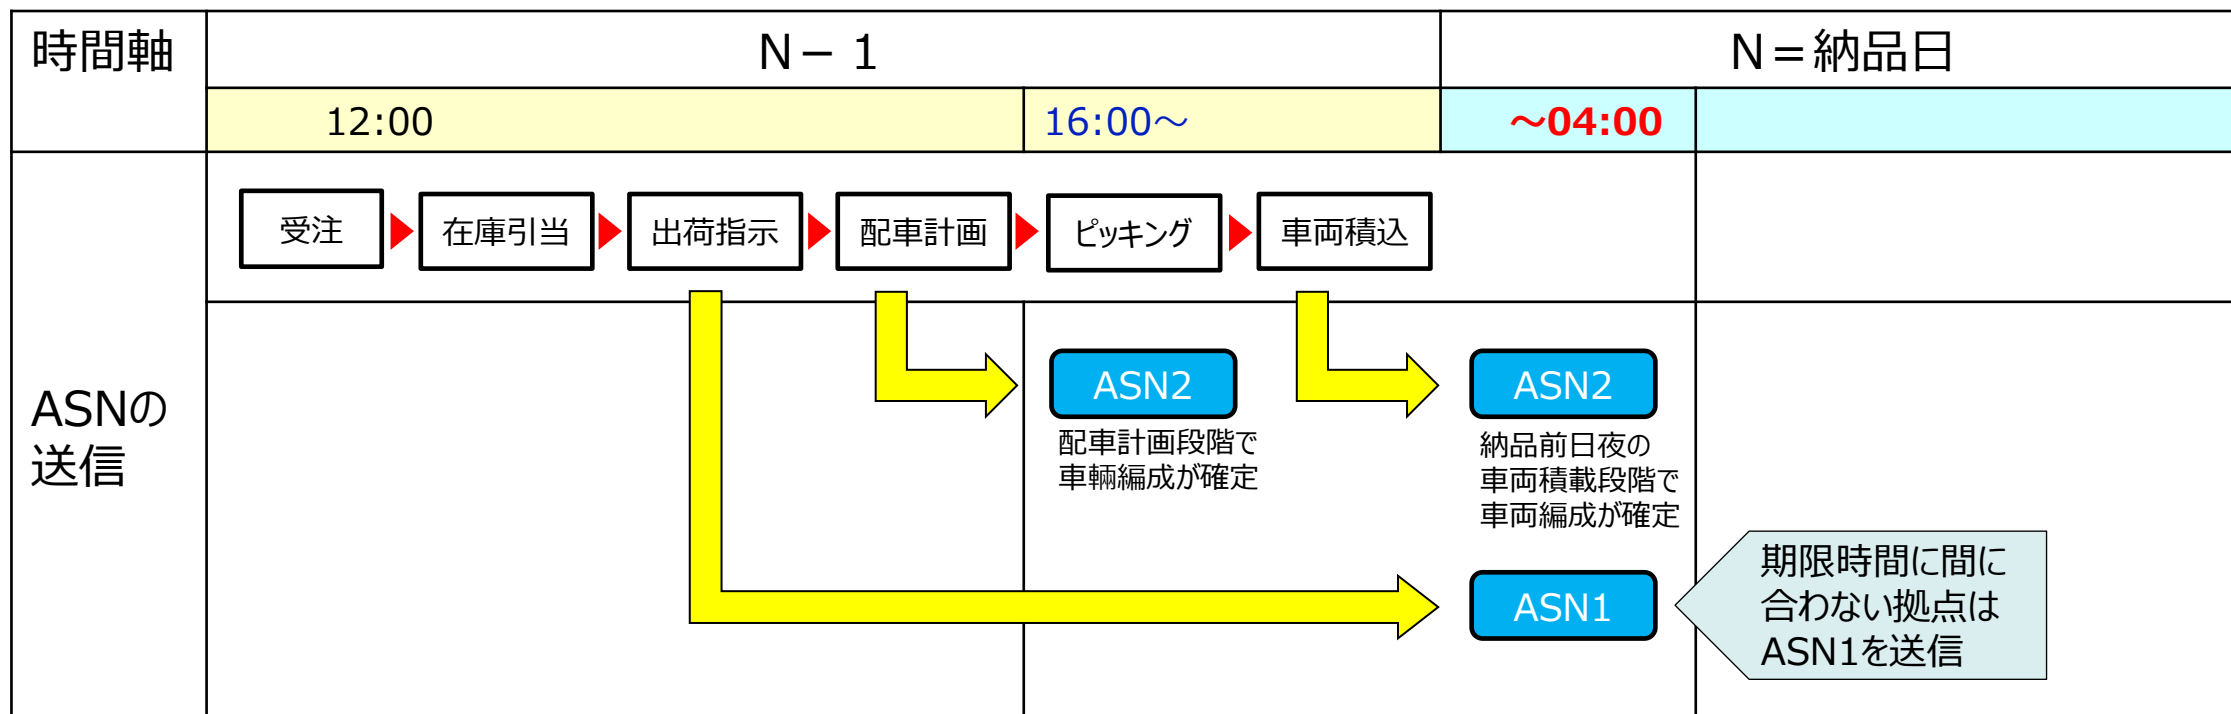 時間軸
N－1
N＝納品日
12:00
16:00～
～04:00
受注
在庫引当
出荷指示
配車計画
ピッキング
車両積込
ASNの
送信
ASN2
配車計画段階で
車輌編成が確定
ASN2
納品前日夜の
車両積載段階で
車両編成が確定
ASN1
期限時間に間に
合わない拠点は
ASN1を送信